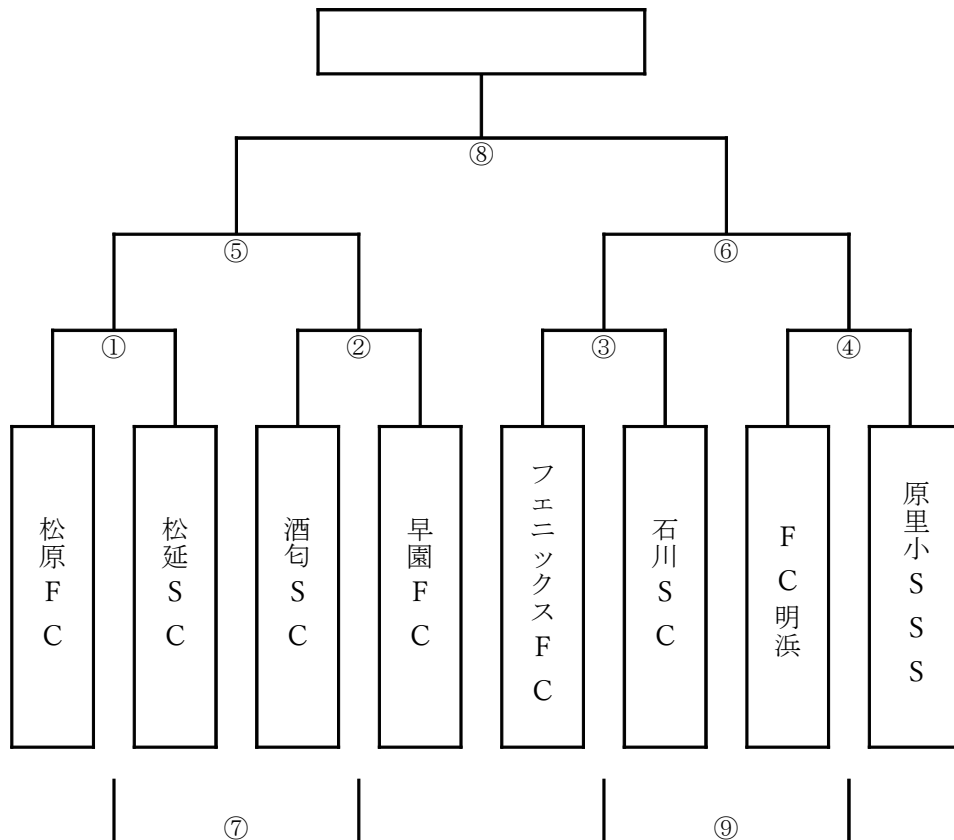 ⑧
⑤
⑥
①
②
③
④
松原FC
松延SC
酒匂SC
早園FC
フェニックスFC
石川SC
FC明浜
原里小SSS
⑦
⑨